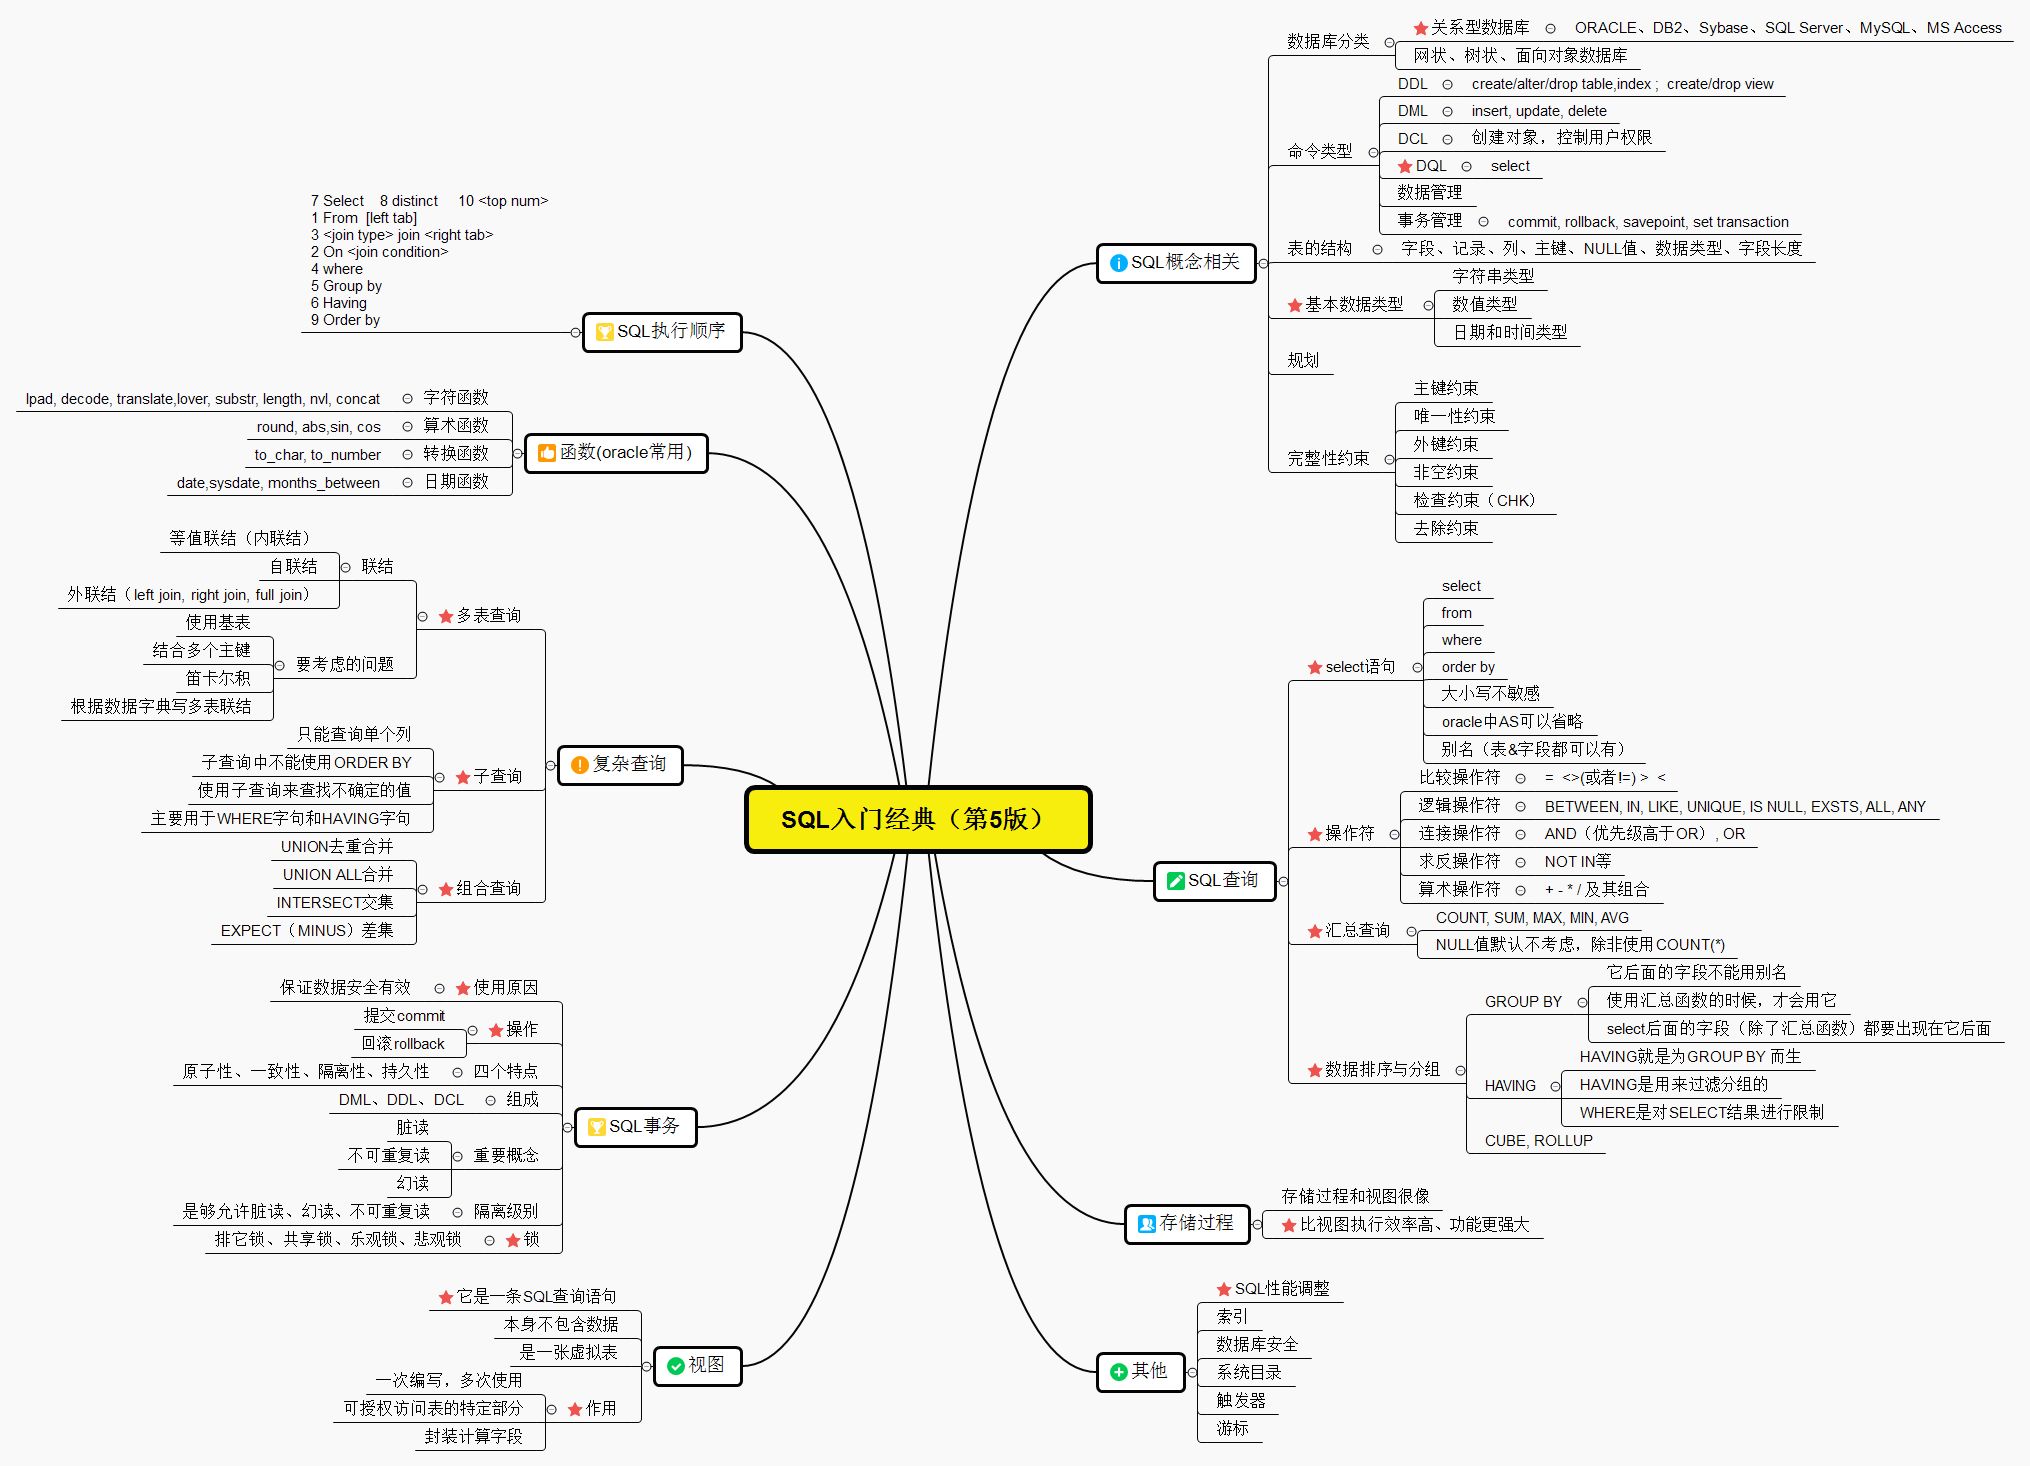 SQL入门经典（第5版）
SQL概念相关
数据库分类
关系型数据库
ORACLE、DB2、Sybase、SQL Server、MySQL、MS Access
网状、树状、面向对象数据库
命令类型
DDL
create/alter/drop table,index ;  create/drop view
DML
insert, update, delete
DCL
创建对象，控制用户权限
DQL
select
数据管理
事务管理
commit, rollback, savepoint, set transaction
表的结构
字段、记录、列、主键、NULL值、数据类型、字段长度
基本数据类型
字符串类型
数值类型
日期和时间类型
规划
完整性约束
主键约束
唯一性约束
外键约束
非空约束
检查约束（CHK）
去除约束
SQL查询
select语句
select
from
where
order by
大小写不敏感
oracle中AS可以省略
别名（表&字段都可以有）
操作符
比较操作符
=  <>(或者!=) >  <
逻辑操作符
BETWEEN, IN, LIKE, UNIQUE, IS NULL, EXSTS, ALL, ANY
连接操作符
AND（优先级高于OR）, OR
求反操作符
NOT IN等
算术操作符
+ - * / 及其组合
汇总查询
COUNT, SUM, MAX, MIN, AVG
NULL值默认不考虑，除非使用COUNT(*)
数据排序与分组
GROUP BY
它后面的字段不能用别名
使用汇总函数的时候，才会用它
select后面的字段（除了汇总函数）都要出现在它后面
HAVING
HAVING就是为GROUP BY 而生
HAVING是用来过滤分组的
WHERE是对SELECT结果进行限制
CUBE, ROLLUP
存储过程
存储过程和视图很像
比视图执行效率高、功能更强大
其他
SQL性能调整
索引
数据库安全
系统目录
触发器
游标
SQL执行顺序
7 Select    8 distinct     10 <top num>
1 From  [left tab]
3 <join type> join <right tab>
2 On <join condition>
4 where
5 Group by
6 Having
9 Order by
函数(oracle常用)
字符函数
lpad, decode, translate,lover, substr, length, nvl, concat
算术函数
round, abs,sin, cos
转换函数
to_char, to_number
日期函数
date,sysdate, months_between
复杂查询
多表查询
联结
等值联结（内联结）
自联结
外联结（left join, right join, full join）
要考虑的问题
使用基表
结合多个主键
笛卡尔积
根据数据字典写多表联结
子查询
只能查询单个列
子查询中不能使用ORDER BY
使用子查询来查找不确定的值
主要用于WHERE字句和HAVING字句
组合查询
UNION去重合并
UNION ALL合并
INTERSECT交集
EXPECT（MINUS）差集
SQL事务
使用原因
保证数据安全有效
操作
提交commit
回滚rollback
四个特点
原子性、一致性、隔离性、持久性
组成
DML、DDL、DCL
重要概念
脏读
不可重复读
幻读
隔离级别
是够允许脏读、幻读、不可重复读
锁
排它锁、共享锁、乐观锁、悲观锁
视图
它是一条SQL查询语句
本身不包含数据
是一张虚拟表
作用
一次编写，多次使用
可授权访问表的特定部分
封装计算字段